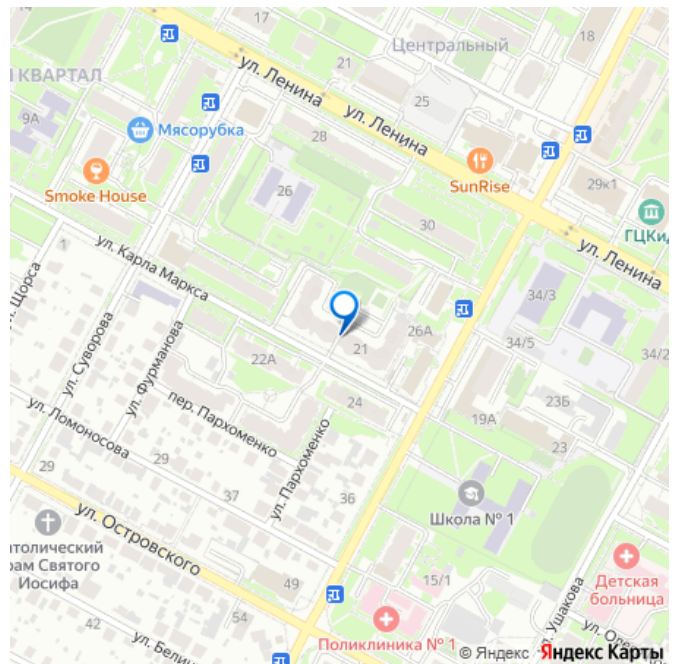 17
18
Центральный
ул. Ленина
21
КВАРТАЛ
ул. Ленина
25
9А
Мясорубка
28
SunRise
29к1
Smoke House
26
30
ГЦКи
1
ул. Карла Маркса
ул. Ленина
34/3
ул. Щорса
ул. Суворова
ул. Фурманова
26А
21
34/5
34/2
22А
пер. Пархоменко
24
23Б
19А
ул. Ломоносова
23
29
29
ул. Пархоменко
37
36
Школа № 1
ул. Островского
атолический
рам Святого
Иосифа
49
15/1
Детская
больница
ул. Ушакова
54
42
Поликлиника № 1
ул. Белин
ул. Оле
© Яндекс Яндекс Карты